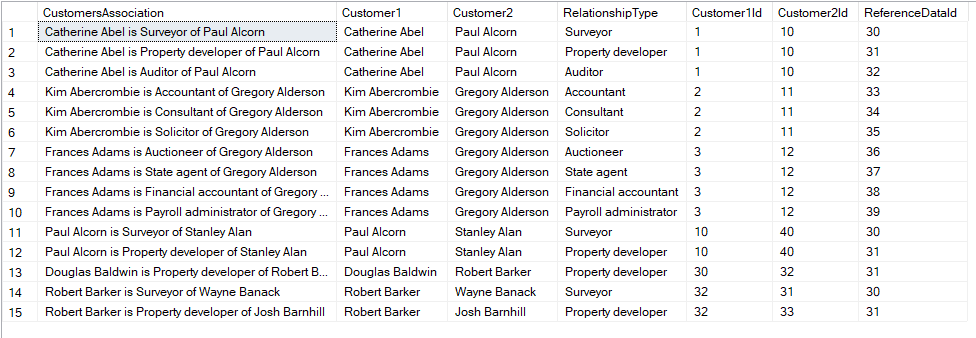 CustomersAssociation Customer1 Customer2 RelationshipType Customer1Id Customer2Id ReferenceDataId
1 Catherine Abel is Surveyor of Paul Alcorn Catherine Abel Paul Alcorn Surveyor 1 10 30
2 Catherine Abel is Property developer of Paul Alcorn Catherine Abel Paul Alcorn Property developer 1 10 31
3 Catherine Abel is Auditor of Paul Alcorn Catherine Abel Paul Alcorn Auditor 1 10 32
4 Kim Abercrombie is Accountant of Gregory Alderson Kim Abercrombie Gregory Alderson Accountant 2 11 33
5 Kim Abercrombie is Consultant of Gregory Alderson Kim Abercrombie Gregory Alderson Consultant 2 11 34
6 Kim Abercrombie is Solicitor of Gregory Alderson Kim Abercrombie Gregory Alderson Solicitor 2 11 35
7 Frances Adams is Auctioneer of Gregory Alderson Frances Adams Gregory Alderson Auctioneer 3 12 36
8 Frances Adams is State agent of Gregory Alderson Frances Adams Gregory Alderson State agent 3 12 37
9 Frances Adams is Financial accountant of Gregory ... Frances Adams Gregory Alderson Financial accountant 3 12 38
10 Frances Adams is Payroll administrator of Gregory ... Frances Adams Gregory Alderson Payroll administrator 3 12 39
11 Paul Alcorn is Surveyor of Stanley Alan Paul Alcorn Stanley Alan Surveyor 10 40 30
12 Paul Alcorn is Property developer of Stanley Alan Paul Alcorn Stanley Alan Property developer 10 40 31
13 Douglas Baldwin is Property developer of Robert B... Douglas Baldwin Robert Barker Property developer 30 32 31
14 Robert Barker is Surveyor of Wayne Banack Robert Barker Wayne Banack Surveyor 32 31 30
15 Robert Barker is Property developer of Josh Barnhill Robert Barker Josh Barnhill Property developer 32 33 31